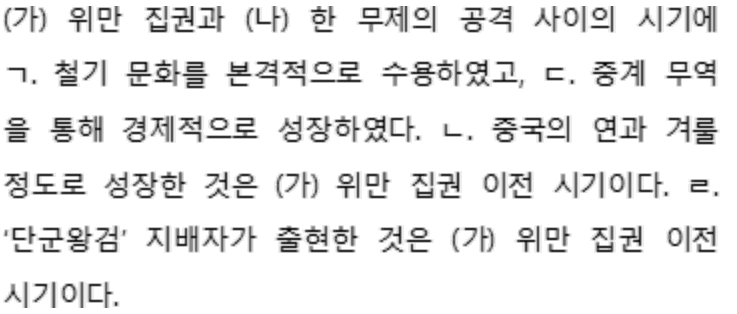 (가) 위만 집권과 (나) 한 무제의 공격 사이의 시기에
ㄱ. 철기 문화를 본격적으로 수용하였고, ㄷ. 중계 무역
을 통해 경제적으로 성장하였다. ㄴ. 중국의 연과 겨룰
정도로 성장한 것은 (가) 위만 집권 이전 시기이다. ㄹ.
‘단군왕검’ 지배자가 출현한 것은 (가) 위만 집권 이전
시기이다.